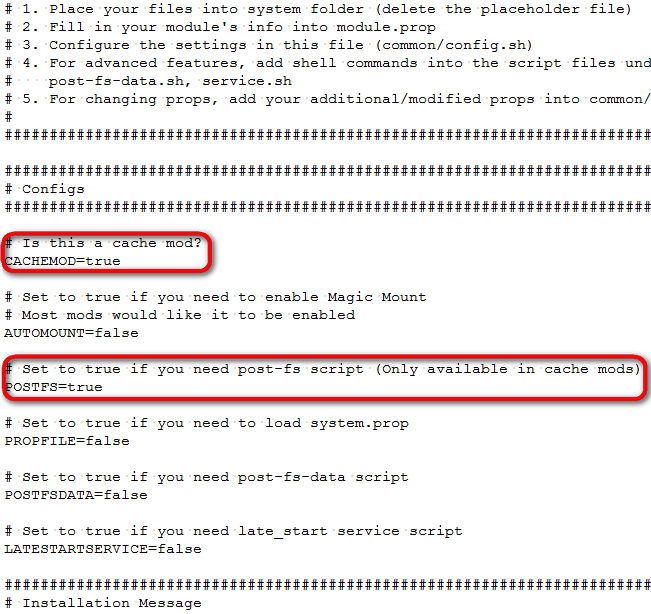 # 1. Place your files into system folder (delete the placeholder file)
# 2. Fill in your module's info into module.prop
# 3. Configure the settings in this file (common/config.sh)
# 4. For advanced features, add shell commands into the script files und
#    post-fs-data.sh, service.sh
# 5. For changing props, add your additional/modified props into common/
#
########################################################################
########################################################################
# Configs
########################################################################
# Is this a cache mod?
CACHEMOD=true
# Set to true if you need to enable Magic Mount
# Most mods would like it to be enabled
AUTOMOUNT=false
# Set to true if you need post-fs script (Only available in cache mods)
POSTFS=true
# Set to true if you need to load system.prop
PROPFILE=false
# Set to true if you need post-fs-data script
POSTFSDATA=false
# Set to true if you need late_start service script
LATESTARTSERVICE=false
########################################################################
# Installation Message